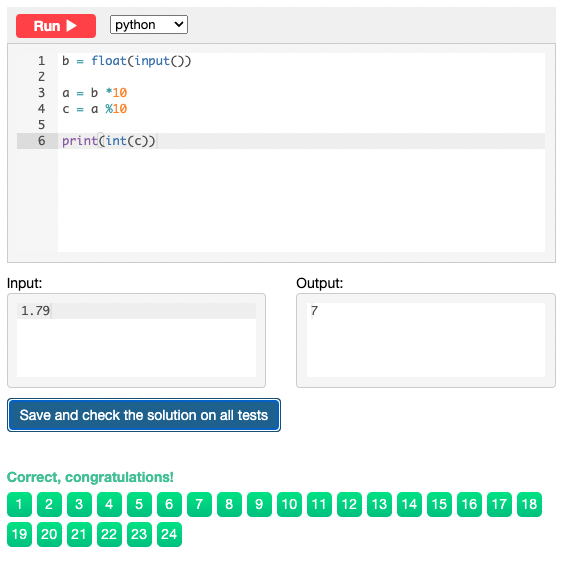 Run ▶ python
1 b = float(input())
2
3 a = b *10
4 c = a %10
5
6 print(int(c))
Input: Output:
1.79 7
Save and check the solution on all tests
Correct, congratulations!
1 2 3 4 5 6 7 8 9 10 11 12 13 14 15 16 17 18
19 20 21 22 23 24